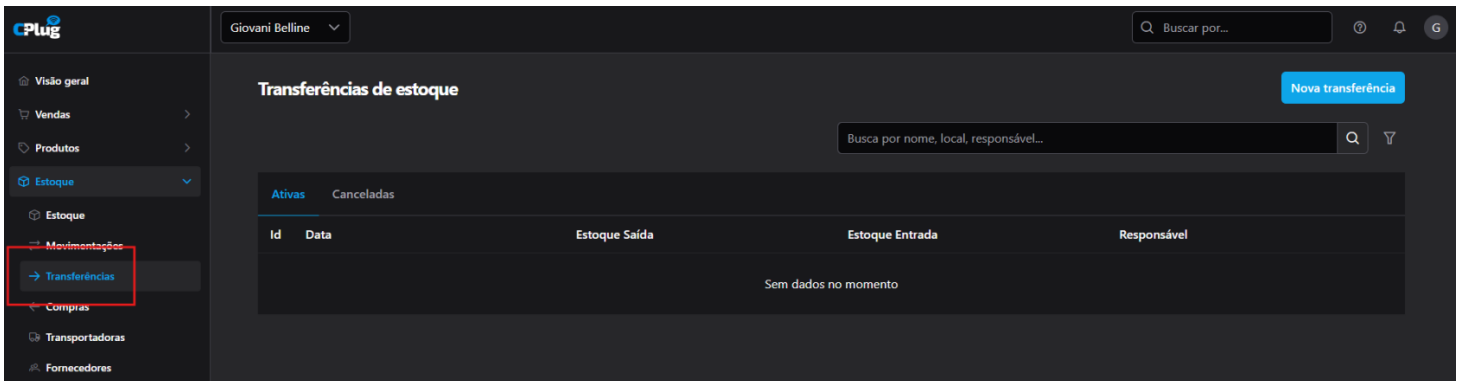 CPlug
Giovani Belline
Buscar por...
G
Visão geral
Vendas
Produtos
Estoque
Estoque
Movimentações
Transferências
Compras
Transportadoras
Fornecedores
Transferências de estoque
Nova transferência
Busca por nome, local, responsável...
Ativas Canceladas
Id Data Estoque Saída Estoque Entrada Responsável
Sem dados no momento